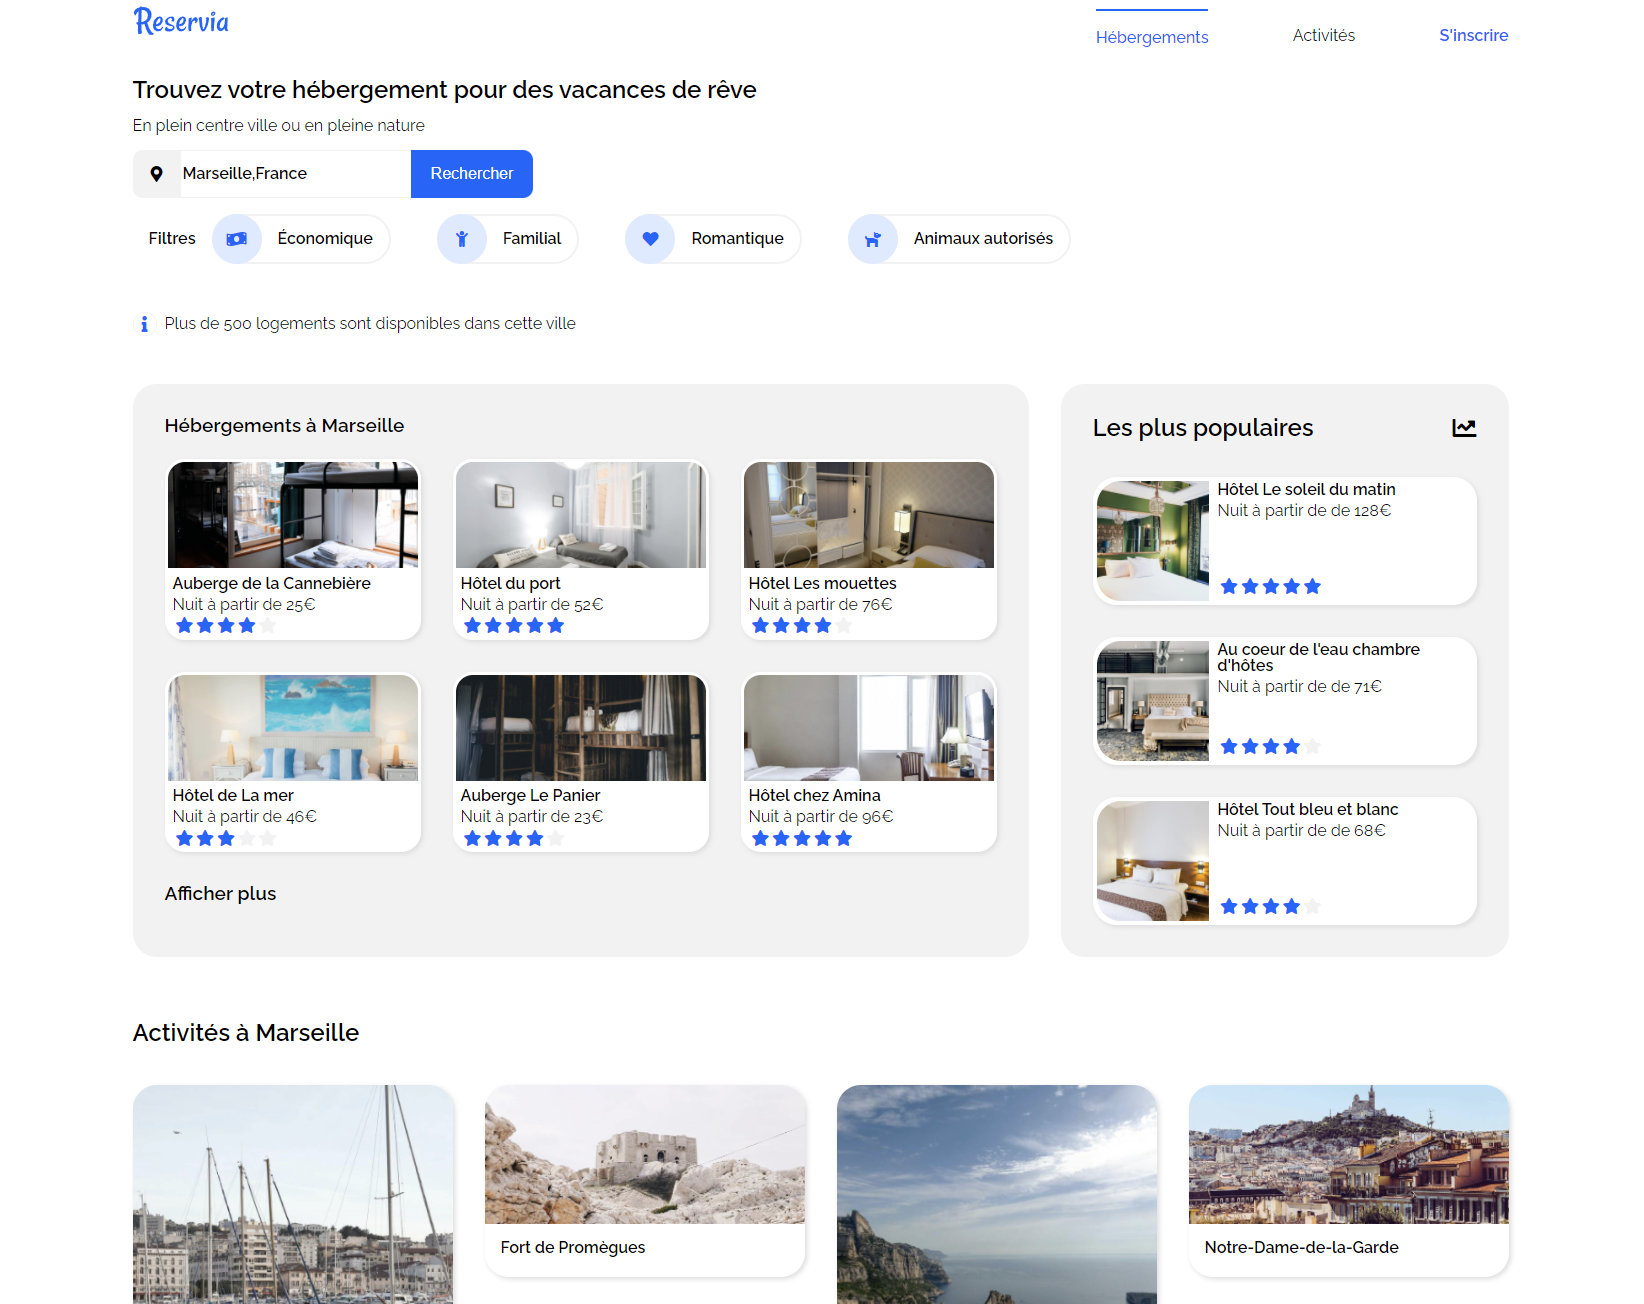 Reservia
Hébergements
Activités
S'inscrire
Trouvez votre hébergement pour des vacances de rêve
En plein centre ville ou en pleine nature
Marseille,France
Rechercher
Filtres
Économique
Familial
Romantique
Animaux autorisés
Plus de 500 logements sont disponibles dans cette ville
Hébergements à Marseille
Auberge de la Cannebière
Nuit à partir de 25€
Hôtel du port
Nuit à partir de 52€
Hôtel Les mouettes
Nuit à partir de 76€
Hôtel de La mer
Nuit à partir de 46€
Auberge Le Panier
Nuit à partir de 23€
Hôtel chez Amina
Nuit à partir de 96€
Afficher plus
Les plus populaires
Hôtel Le soleil du matin
Nuit à partir de de 128€
Au coeur de l'eau chambre
d'hôtes
Nuit à partir de de 71€
Hôtel Tout bleu et blanc
Nuit à partir de de 68€
Activités à Marseille
Fort de Promègues
Notre-Dame-de-la-Garde